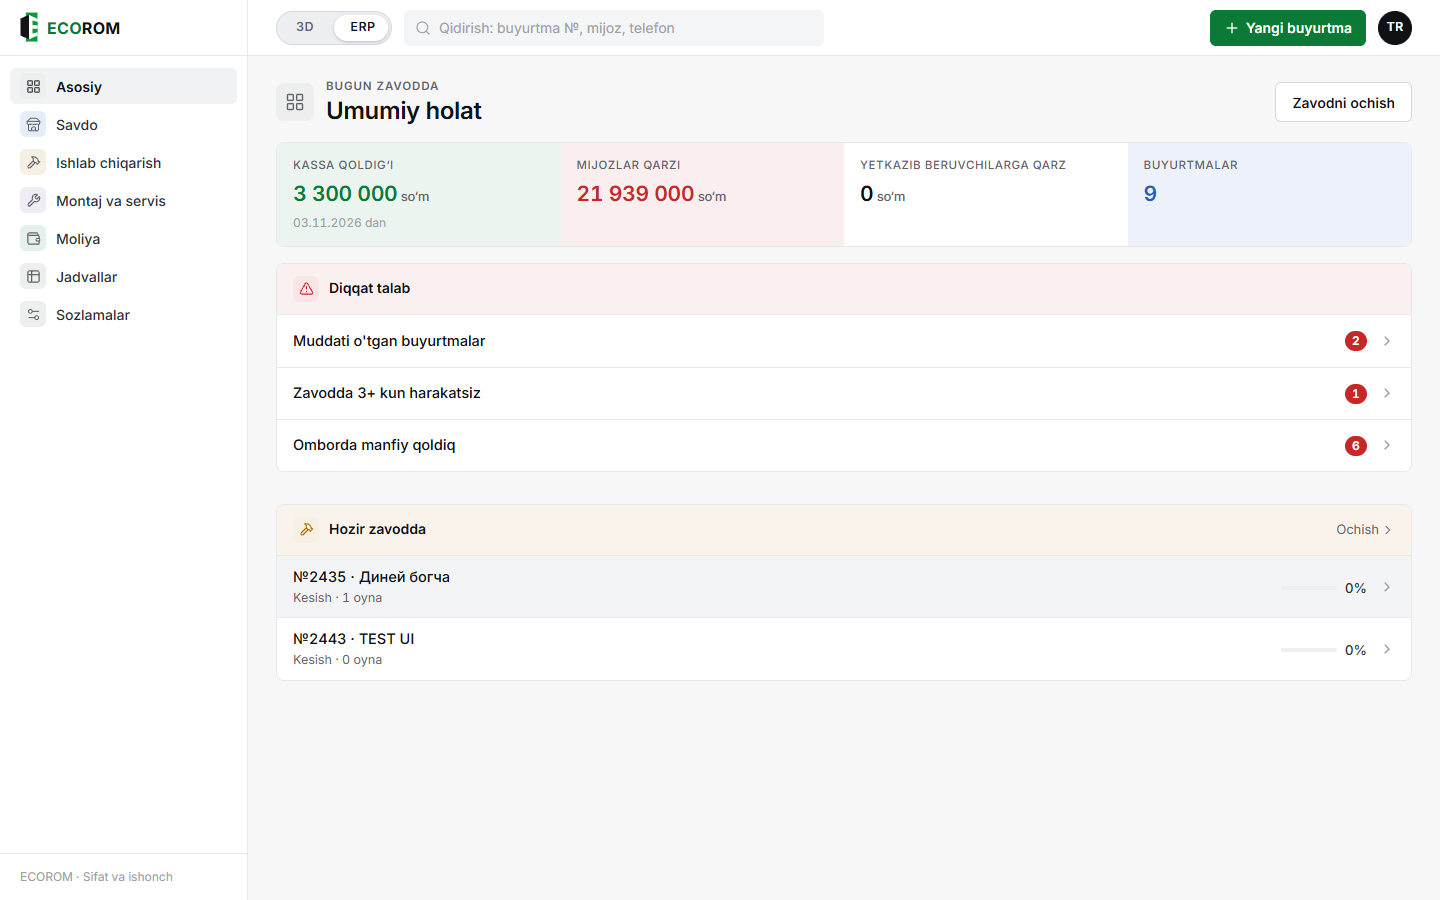 ECOROM
3D
ERP
Qidirish: buyurtma №, mijoz, telefon
Yangi buyurtma
TR
Asosiy
Savdo
Ishlab chiqarish
Montaj va servis
Moliya
Jadvallar
Sozlamalar
ECOROM · Sifat va ishonch
BUGUN ZAVODDA
Umumiy holat
Zavodni ochish
KASSA QOLDIGʻI
3 300 000 soʻm
03.11.2026 dan
MIJOZLAR QARZI
21 939 000 soʻm
YETKAZIB BERUVCHILARGA QARZ
0 soʻm
BUYURTMALAR
9
Diqqat talab
Muddati o'tgan buyurtmalar 2
Zavodda 3+ kun harakatsiz 1
Omborda manfiy qoldiq 6
Hozir zavodda Ochish
№2435 · Диней богча
Kesish · 1 oyna
0%
№2443 · TEST UI
Kesish · 0 oyna
0%